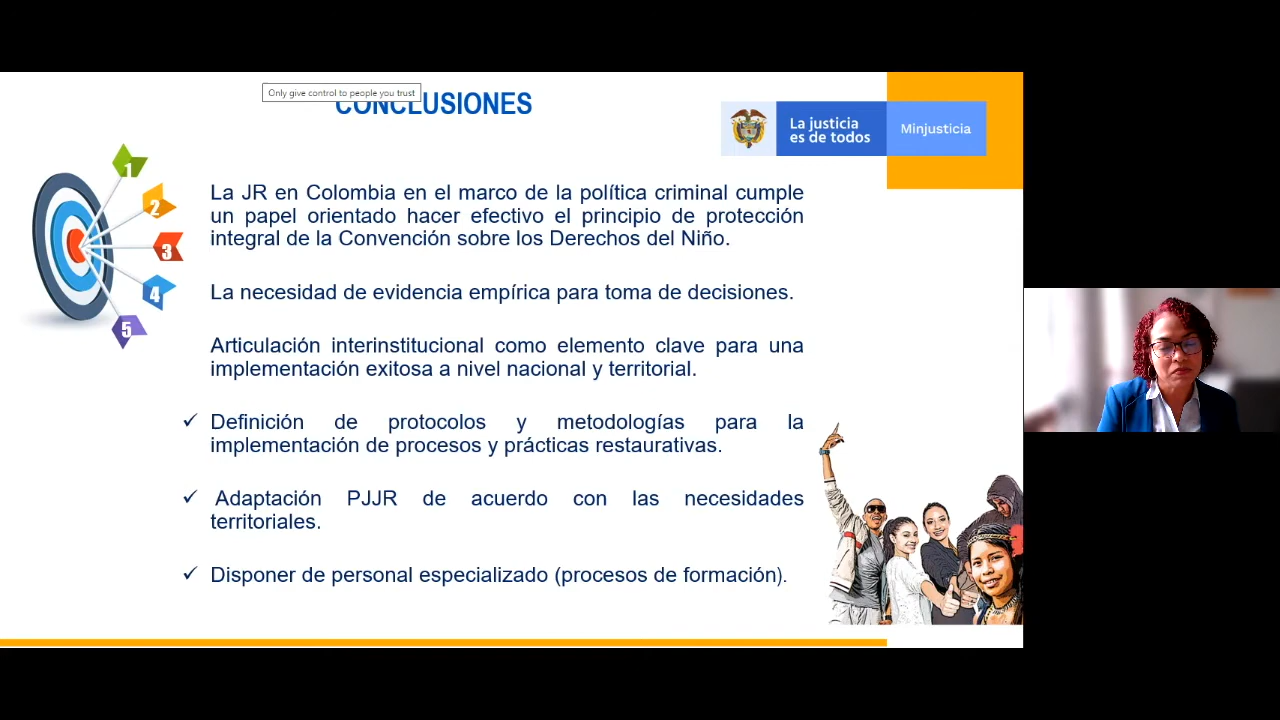 Only give control to people you trust
CONCLUSIONES
La justicia
es de todos
Minjusticia
1
2
3
4
5
La JR en Colombia en el marco de la política criminal cumple
un papel orientado hacer efectivo el principio de protección
integral de la Convención sobre los Derechos del Niño.
La necesidad de evidencia empírica para toma de decisiones.
Articulación interinstitucional como elemento clave para una
implementación exitosa a nivel nacional y territorial.
✓ Definición de protocolos y metodologías para la
implementación de procesos y prácticas restaurativas.
✓ Adaptación PJJR de acuerdo con las necesidades
territoriales.
✓ Disponer de personal especializado (procesos de formación).